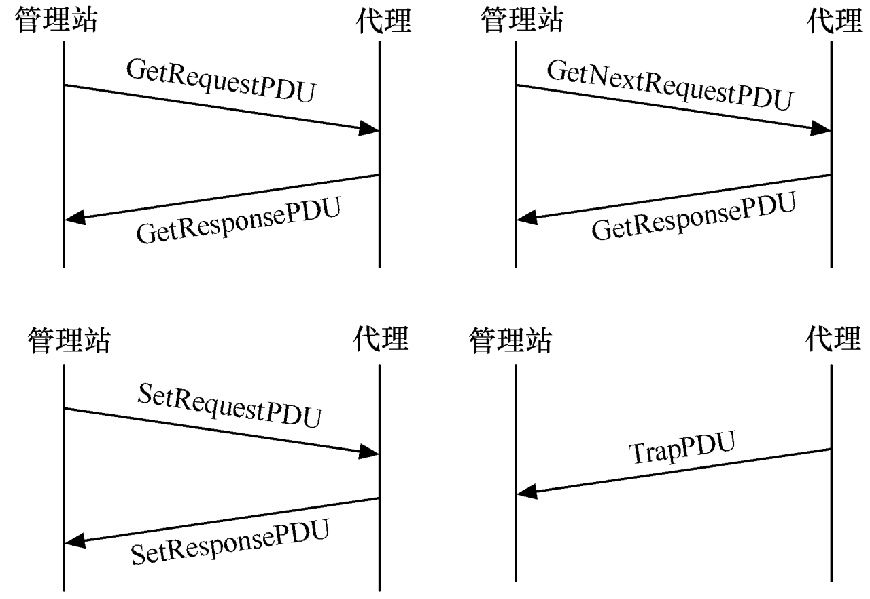 管理站 代理
GetRequestPDU
GetResponsePDU
管理站 代理
GetNextRequestPDU
GetResponsePDU
管理站 代理
SetRequestPDU
SetResponsePDU
管理站 代理
TrapPDU